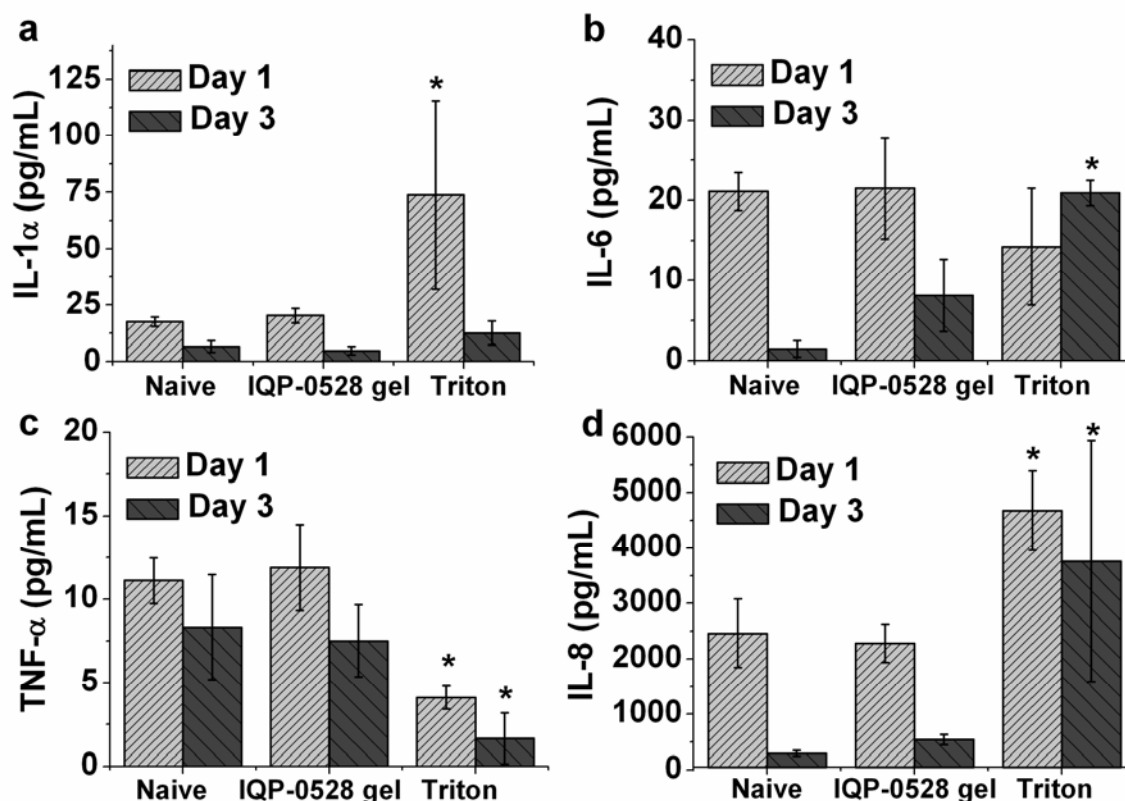 a
IL-1α (pg/mL)
125
100
75
50
25
0
Day 1
Day 3
*
Naive IQP-0528 gel Triton
b
IL-6 (pg/mL)
40
30
20
10
0
Day 1
Day 3
*
Naive IQP-0528 gel Triton
c
TNF-α (pg/mL)
20
15
10
5
0
Day 1
Day 3
*
*
Naive IQP-0528 gel Triton
d
IL-8 (pg/mL)
6000
5000
4000
3000
2000
1000
0
Day 1
Day 3
*
*
Naive IQP-0528 gel Triton